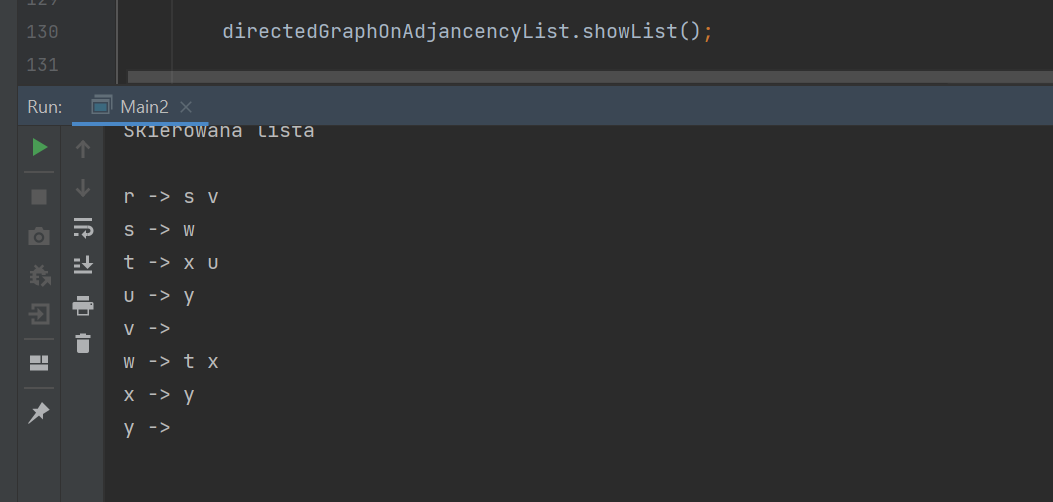 129
130 directedGraphOnAdjancencyList.showList();
131
Run: Main2
Skierowana lista
r -> s v
s -> w
t -> x u
u -> y
v ->
w -> t x
x -> y
y ->